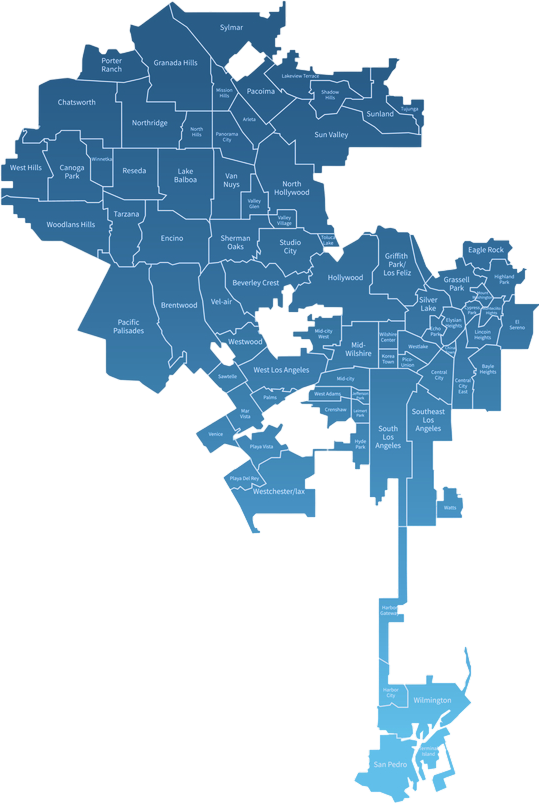 Sylmar
Porter
Ranch
Granada Hills
Lakeview Terrace
Mission
Hills
Pacoima
Shadow
Hills
Chatsworth
Tujunga
Sunland
Arleta
Northridge
North
Hills
Panorama
City
Sun Valley
Winnetka
West Hills
Canoga
Park
Reseda
Lake
Balboa
Van
Nuys
North
Hollywood
Valley
Glen
Tarzana
Valley
Village
Woodlans Hills
Encino
Sherman
Oaks
Studio
City
Toluca
Lake
Eagle Rock
Griffith
Park/
Los Feliz
Hollywood
Beverley Crest
Grassell
Park
Highland
Park
Brentwood
Vel-air
Silver
Lake
Cypress
Park
Pacific
Palisades
Elysian
Heights
El
Sereno
Mid-city
West
Echo
Park
Lincoln
Heights
Westwood
Wilshire
Center
Westlake
Mid-
Wilshire
Korea
Town
Pico-
Union
West Los Angeles
Central
City
Bayle
Heights
Sawtelle
Mid-city
Central
City
East
West Adams
Jefferson
Park
Palms
Crenshaw
Leimert
Park
Mar
Vista
Southeast
Los
Angeles
South
Los
Angeles
Venice
Hyde
Park
Playa Vista
Playa Del Rey
Westchester/lax
Watts
Harbor
Gateway
Harbor
City
Wilmington
Terminal
Island
San Pedro